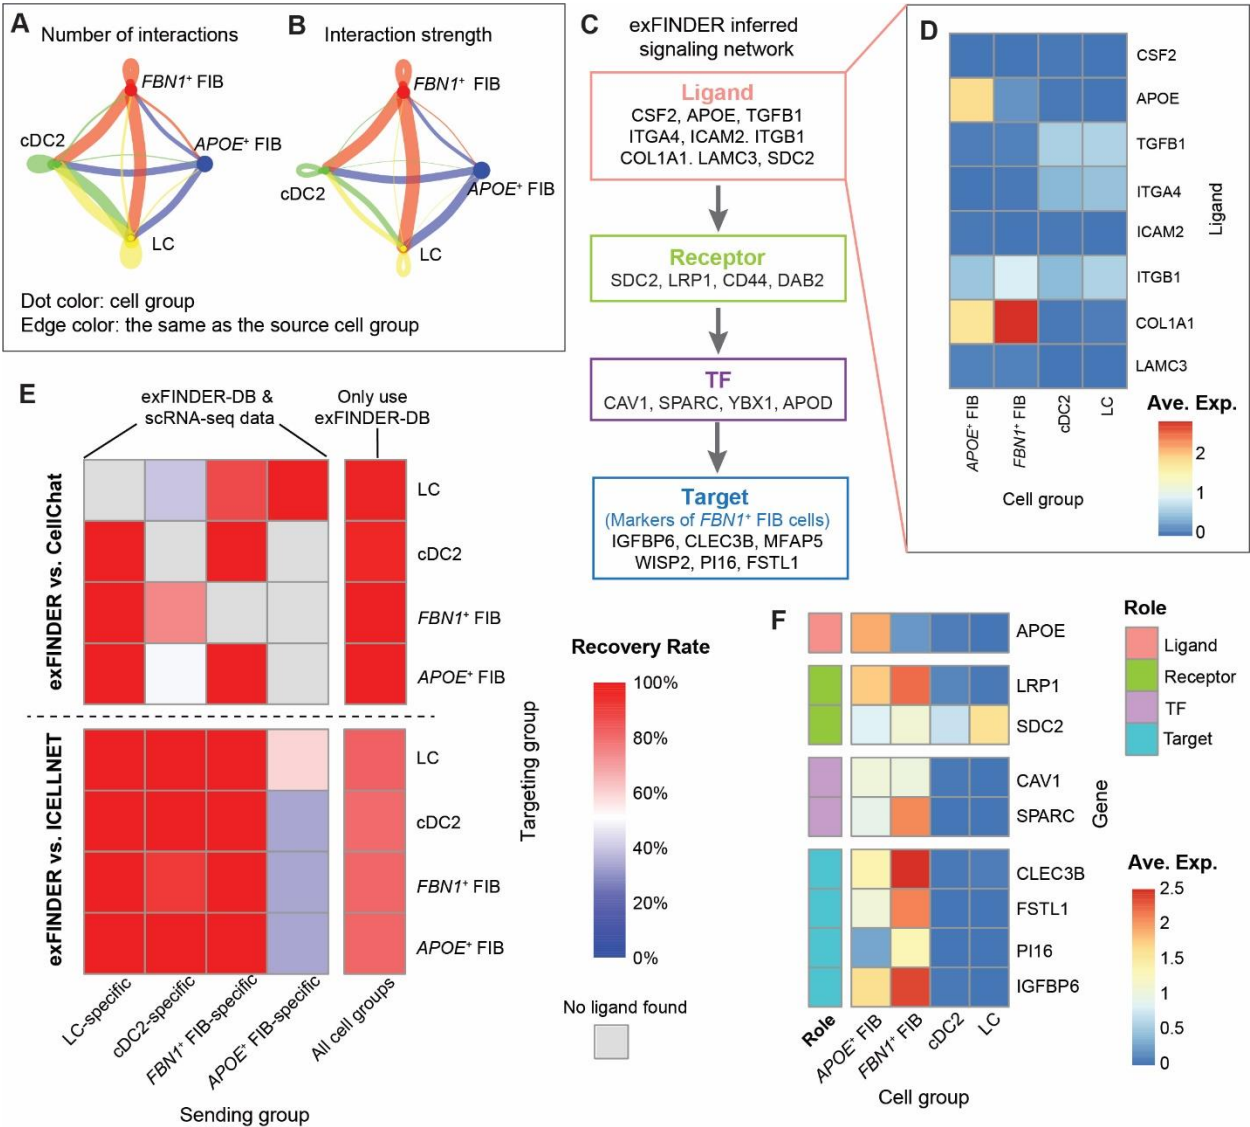 A
Number of interactions
FBN1+ FIB
cDC2
APOE+ FIB
LC
B
Interaction strength
FBN1+ FIB
cDC2
APOE+ FIB
LC
Dot color: cell group
Edge color: the same as the source cell group
C
exFINDER inferred
signaling network
Ligand
CSF2, APOE, TGFB1
ITGA4, ICAM2. ITGB1
COL1A1. LAMC3, SDC2
Receptor
SDC2, LRP1, CD44, DAB2
TF
CAV1, SPARC, YBX1, APOD
Target
(Markers of FBN1+ FIB cells)
IGFBP6, CLEC3B, MFAP5
WISP2, PI16, FSTL1
D
CSF2
APOE
TGFB1
ITGA4
ICAM2
ITGB1
COL1A1
LAMC3
Ligand
APOE+ FIB
FBN1+ FIB
cDC2
LC
Cell group
Ave. Exp.
2
1
0
E
exFINDER-DB &
scRNA-seq data
Only use
exFINDER-DB
exFINDER vs. CellChat
LC
cDC2
FBN1+ FIB
APOE+ FIB
exFINDER vs. ICELLNET
LC
cDC2
FBN1+ FIB
APOE+ FIB
Targeting group
LC-specific
cDC2-specific
FBN1+ FIB-specific
APOE+ FIB-specific
All cell groups
Sending group
Recovery Rate
100%
80%
60%
40%
20%
0%
No ligand found
F
APOE
LRP1
SDC2
CAV1
SPARC
CLEC3B
FSTL1
PI16
IGFBP6
Gene
Role
APOE+ FIB
FBN1+ FIB
cDC2
LC
Cell group
Role
Ligand
Receptor
TF
Target
Ave. Exp.
2.5
2
1.5
1
0.5
0